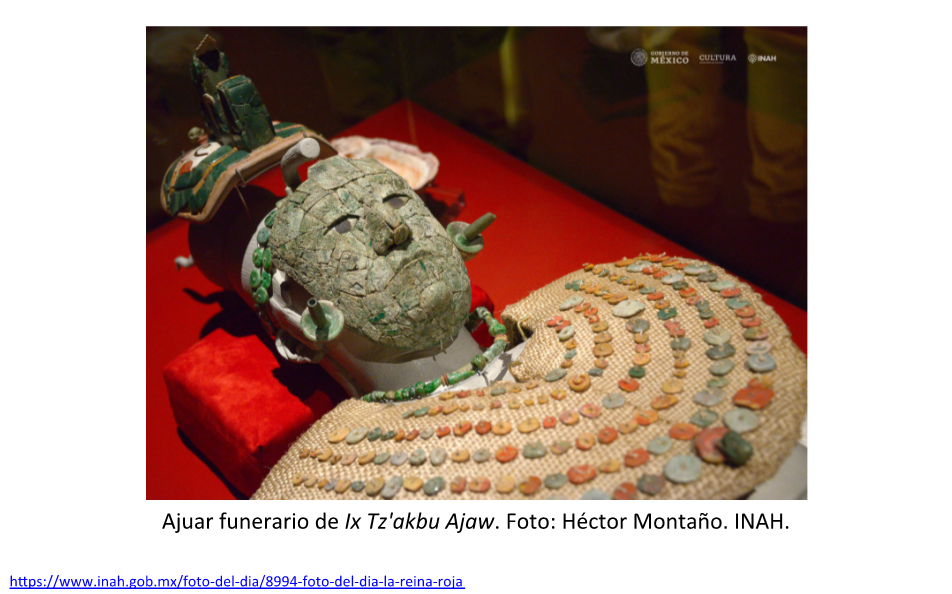 GOBIERNO DE
MÉXICO
CULTURA
INAH
Ajuar funerario de Ix Tz'akbu Ajaw. Foto: Héctor Montaño. INAH.
https://www.inah.gob.mx/foto-del-dia/8994-foto-del-dia-la-reina-roja